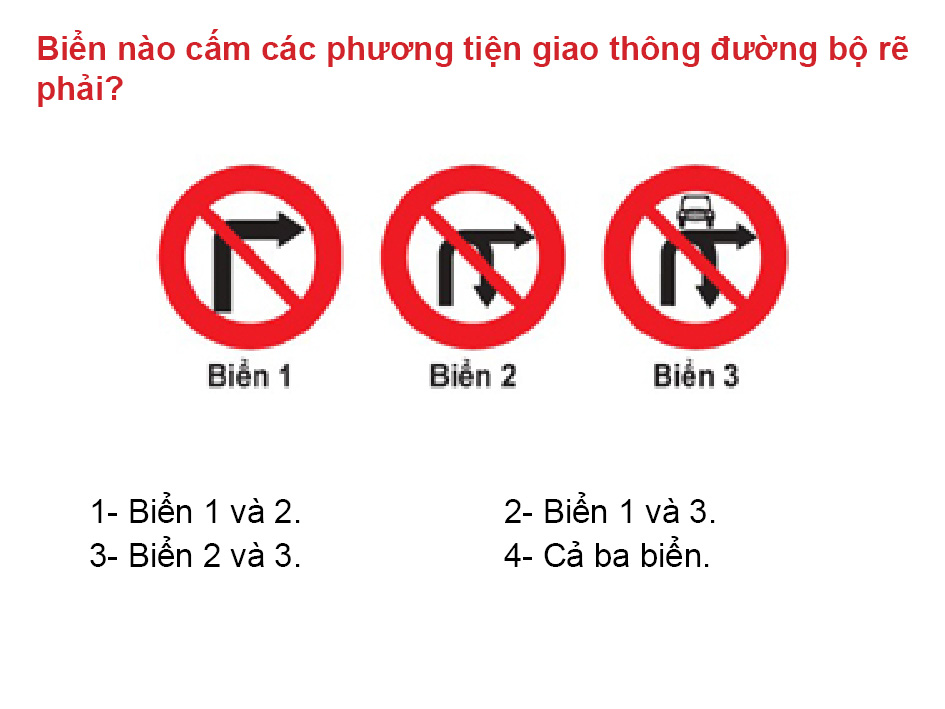 Biển nào cấm các phương tiện giao thông đường bộ rẽ
phải?
Biển 1 Biển 2 Biển 3
1- Biển 1 và 2. 2- Biển 1 và 3.
3- Biển 2 và 3. 4- Cả ba biển.